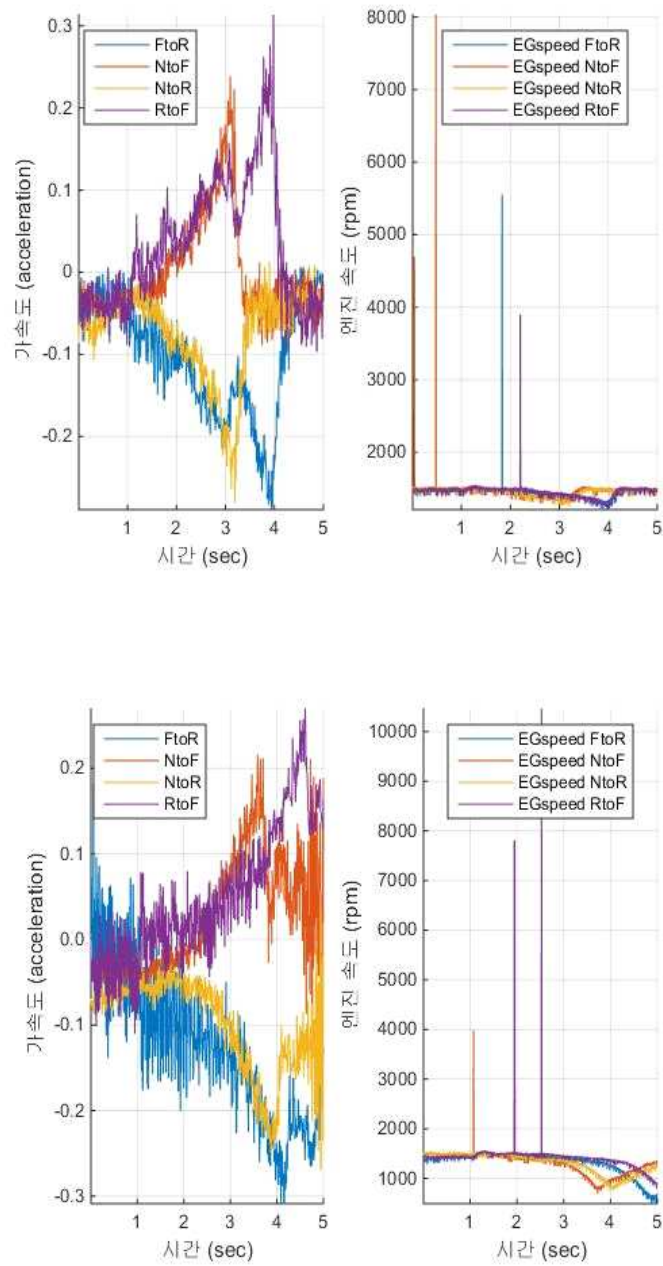 FtoR
NtoF
NtoR
RtoF
0.3
0.2
0.1
0
-0.1
-0.2
1 2 3 4 5
가속도 (acceleration)
시간 (sec)
EGspeed FtoR
EGspeed NtoF
EGspeed NtoR
EGspeed RtoF
8000
7000
6000
5000
4000
3000
2000
1 2 3 4 5
엔진 속도 (rpm)
시간 (sec)
FtoR
NtoF
NtoR
RtoF
0.2
0.1
0.0
-0.1
-0.2
-0.3
1 2 3 4 5
가속도 (acceleration)
시간 (sec)
EGspeed FtoR
EGspeed NtoF
EGspeed NtoR
EGspeed RtoF
10000
9000
8000
7000
6000
5000
4000
3000
2000
1000
1 2 3 4 5
엔진 속도 (rpm)
시간 (sec)